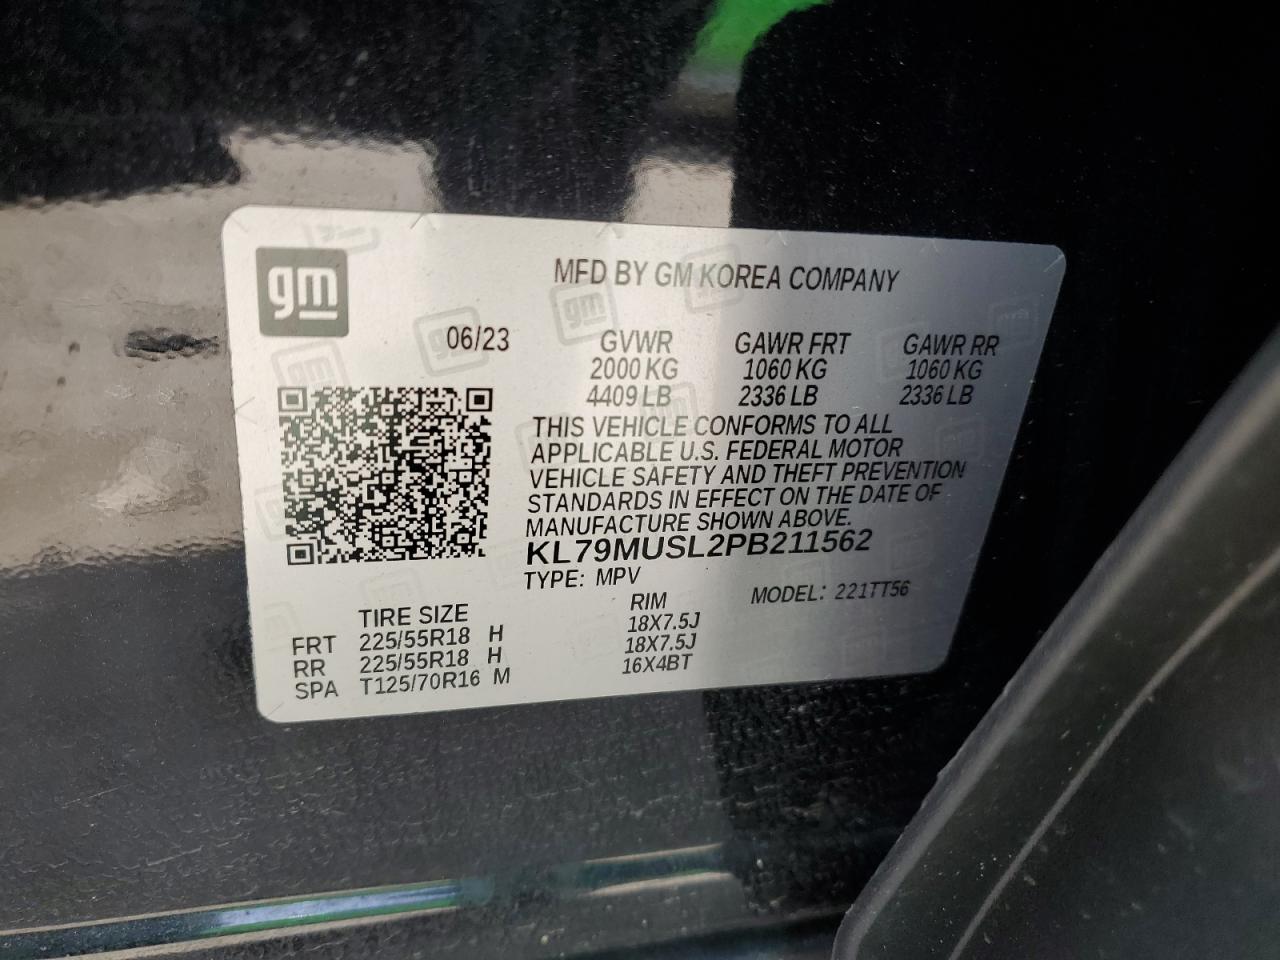 gm
MFD BY GM KOREA COMPANY
06/23 GVWR GAWR FRT GAWR RR
2000 KG 1060 KG 1060 KG
4409 LB 2336 LB 2336 LB
THIS VEHICLE CONFORMS TO ALL
APPLICABLE U.S. FEDERAL MOTOR
VEHICLE SAFETY AND THEFT PREVENTION
STANDARDS IN EFFECT ON THE DATE OF
MANUFACTURE SHOWN ABOVE.
KL79MUSL2PB211562
TYPE: MPV MODEL: 221TT56
TIRE SIZE RIM
FRT 225/55R18 H 18X7.5J
RR 225/55R18 H 18X7.5J
SPA T125/70R16 M 16X4BT